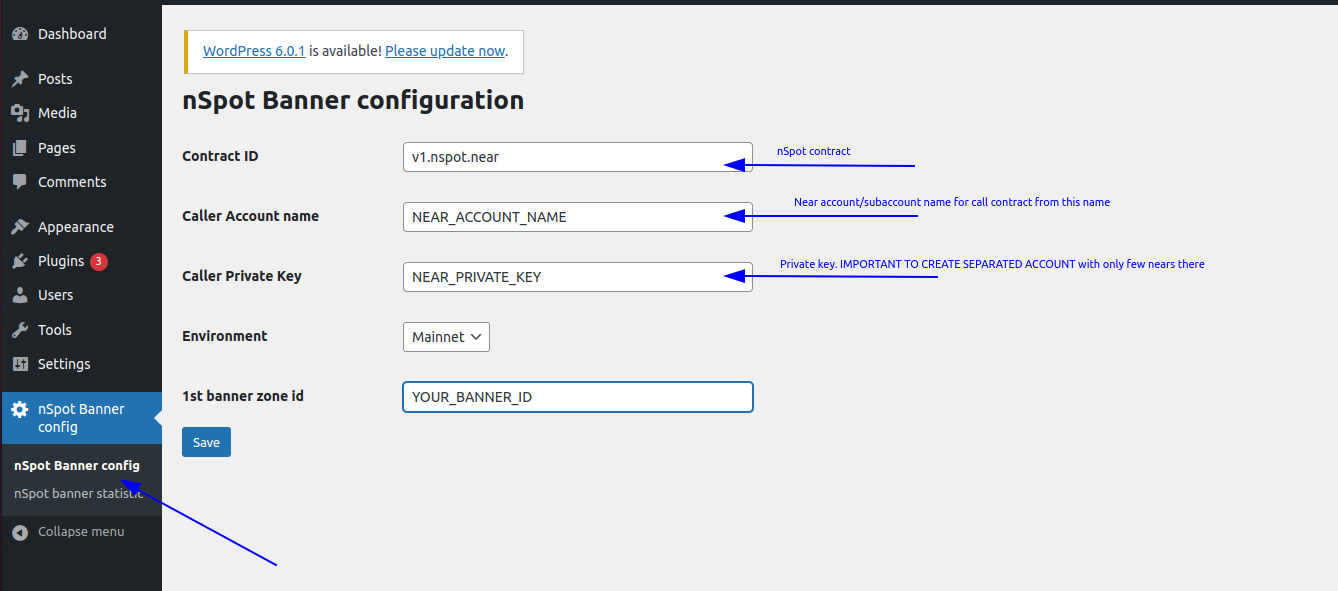 Dashboard
Posts
Media
Pages
Comments
Appearance
Plugins 3
Users
Tools
Settings
nSpot Banner
config
nSpot Banner config
nSpot banner statistic
Collapse menu
WordPress 6.0.1 is available! Please update now.
nSpot Banner configuration
Contract ID
v1.nspot.near
nSpot contract
Caller Account name
NEAR_ACCOUNT_NAME
Near account/subaccount name for call contract from this name
Caller Private Key
NEAR_PRIVATE_KEY
Private key. IMPORTANT TO CREATE SEPARATED ACCOUNT with only few nears there
Environment
Mainnet
1st banner zone id
YOUR_BANNER_ID
Save